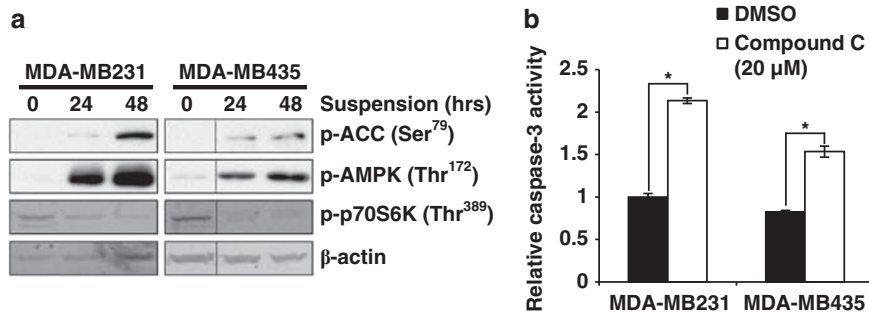 a
MDA-MB231 MDA-MB435
0 24 48 0 24 48 Suspension (hrs)
p-ACC (Ser79)
p-AMPK (Thr172)
p-p70S6K (Thr389)
β-actin
b
DMSO
Compound C
(20 µM)
Relative caspase-3 activity
2.5
2
1.5
1
0.5
0
*
*
MDA-MB231 MDA-MB435